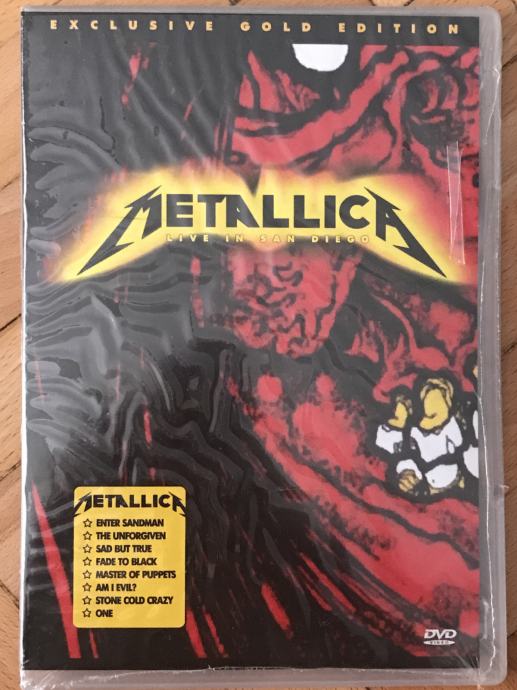 EXCLUSIVE GOLD EDITION
METALLICA
LIVE IN SAN DIEGO
METALLICA
☆ ENTER SANDMAN
☆ THE UNFORGIVEN
☆ SAD BUT TRUE
☆ FADE TO BLACK
☆ MASTER OF PUPPETS
☆ AM I EVIL?
☆ STONE COLD CRAZY
☆ ONE
DVD
VIDEO